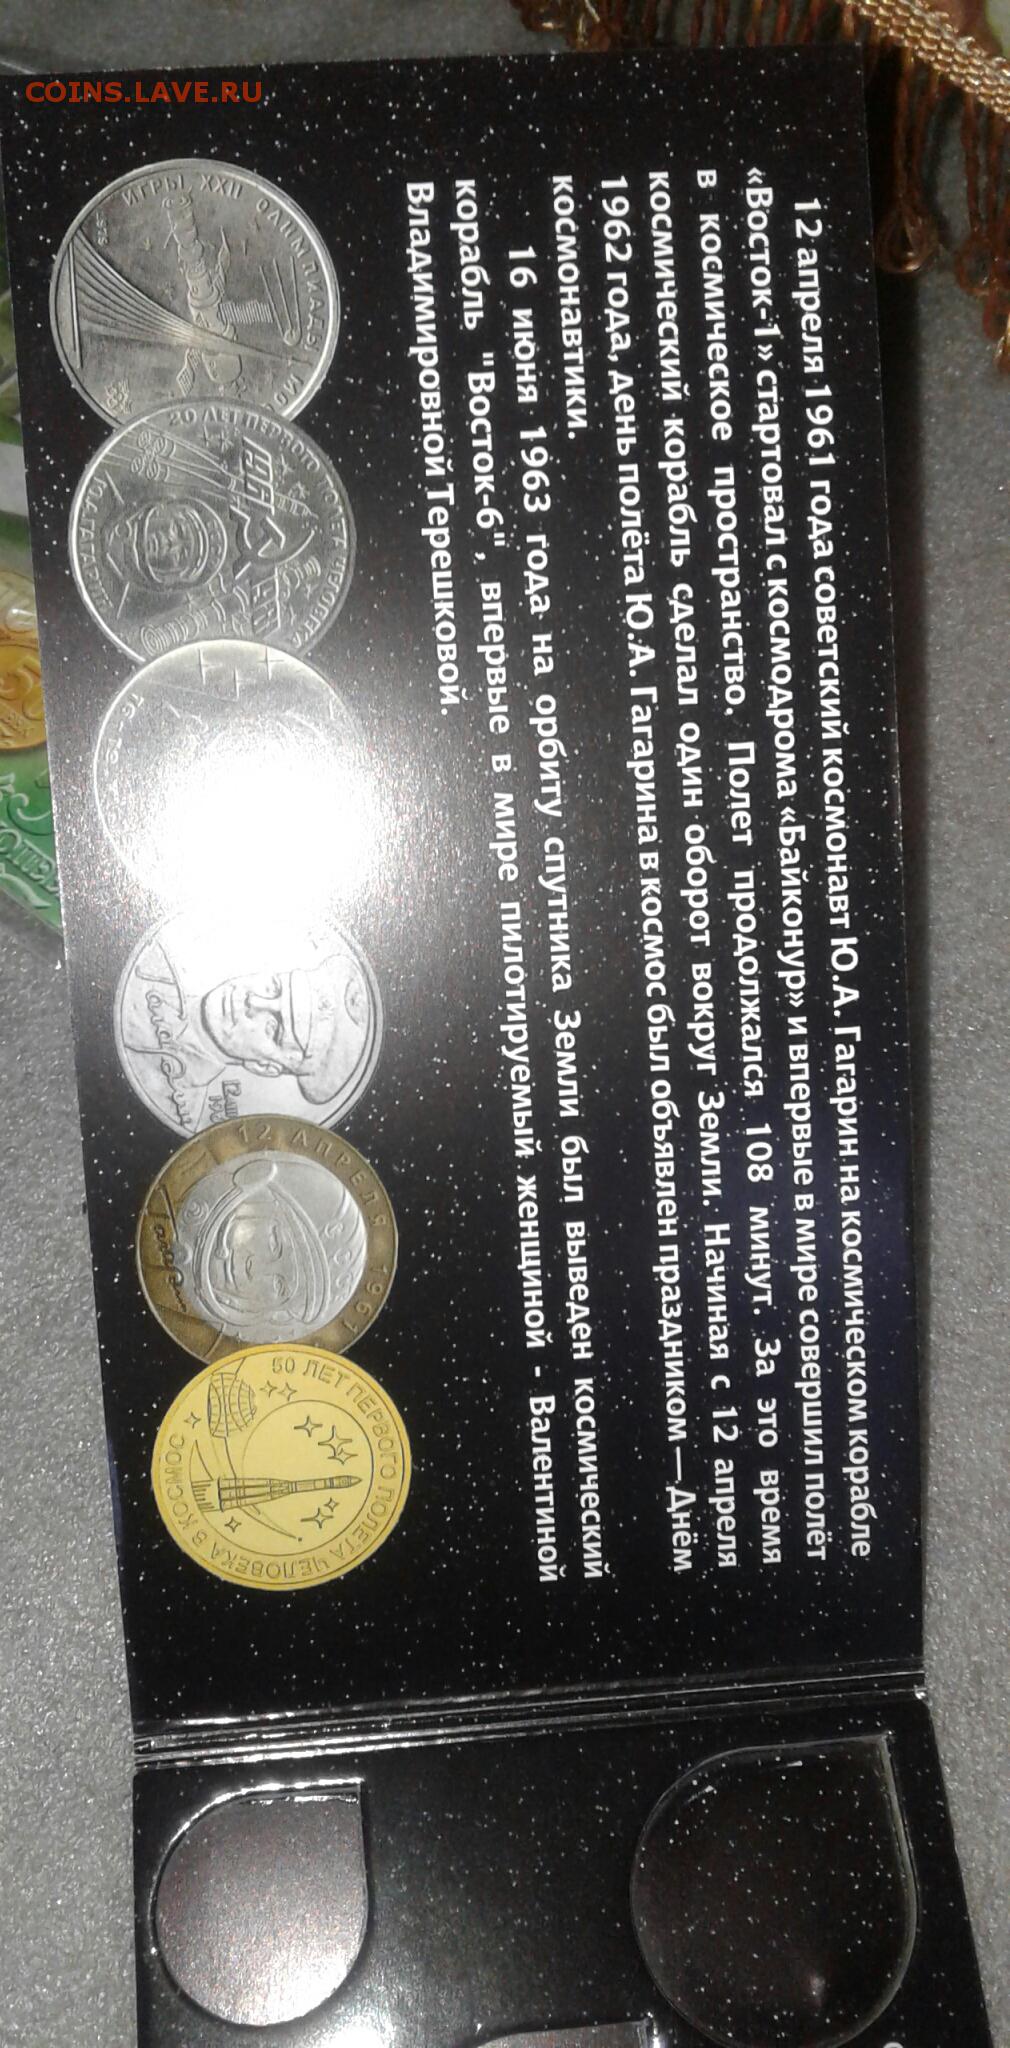 COINS.LAVE.RU
12 апреля 1961 года советский космонавт Ю.А. Гагарин на космическом корабле
«Восток-1» стартовал с космодрома «Байконур» и впервые в мире совершил полёт
в космическое пространство. Полет продолжался 108 минут. За это время
космический корабль сделал один оборот вокруг Земли. Начиная с 12 апреля
1962 года, день полёта Ю.А. Гагарина в космос был объявлен праздником — Днём
космонавтики.
16 июня 1963 года на орбиту спутника Земли был выведен космический
корабль "Восток-6", впервые в мире пилотируемый женщиной - Валентиной
Владимировной Терешковой.
ИГРЫ XXII ОЛИМПИАДЫ МО
20 ЛЕТ ПЕРВОГО ПОЛЕТА ЧЕЛОВЕКА
Ю.А. ГАГАРИН
Гагарин
12 АПРЕЛЯ 1961
Гагарин
50 ЛЕТ ПЕРВОГО ПОЛЕТА ЧЕЛОВЕКА В КОСМОС